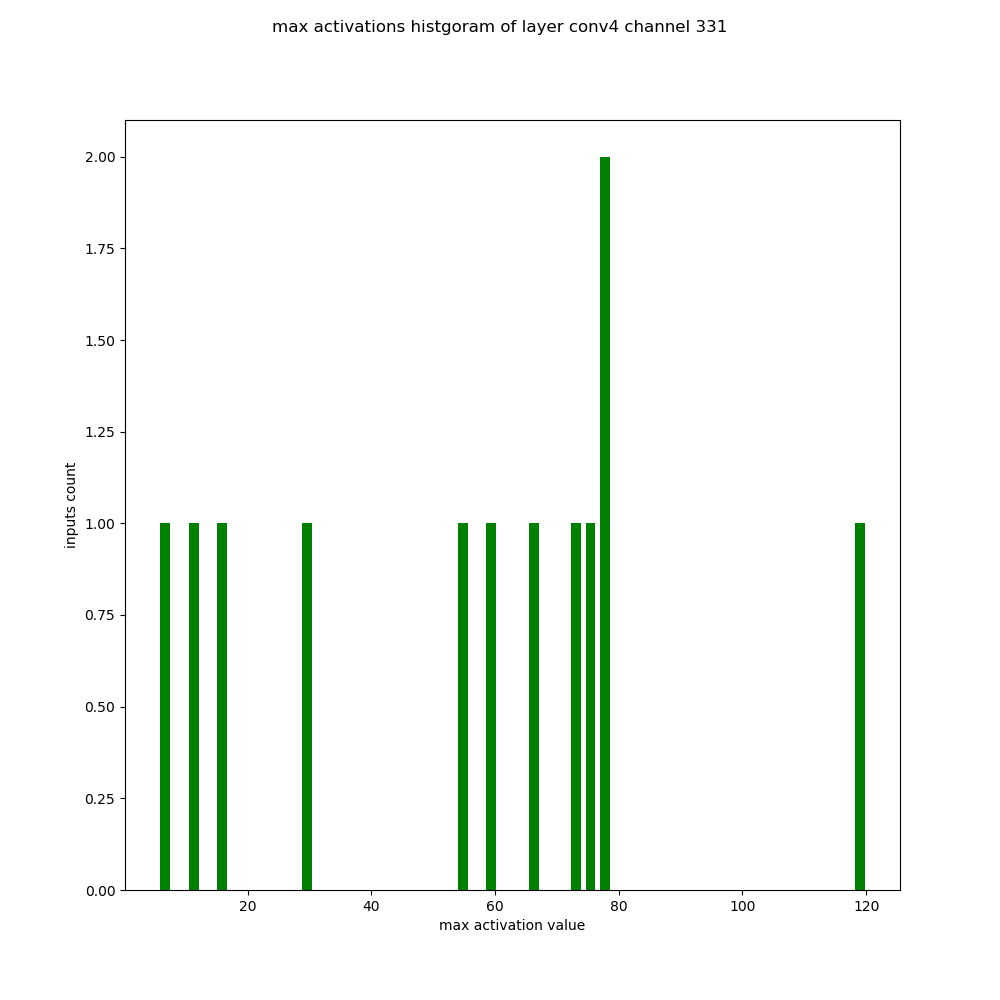 max activations histgoram of layer conv4 channel 331
2.00
1.75
1.50
1.25
1.00
0.75
0.50
0.25
0.00
inputs count
20 40 60 80 100 120
max activation value